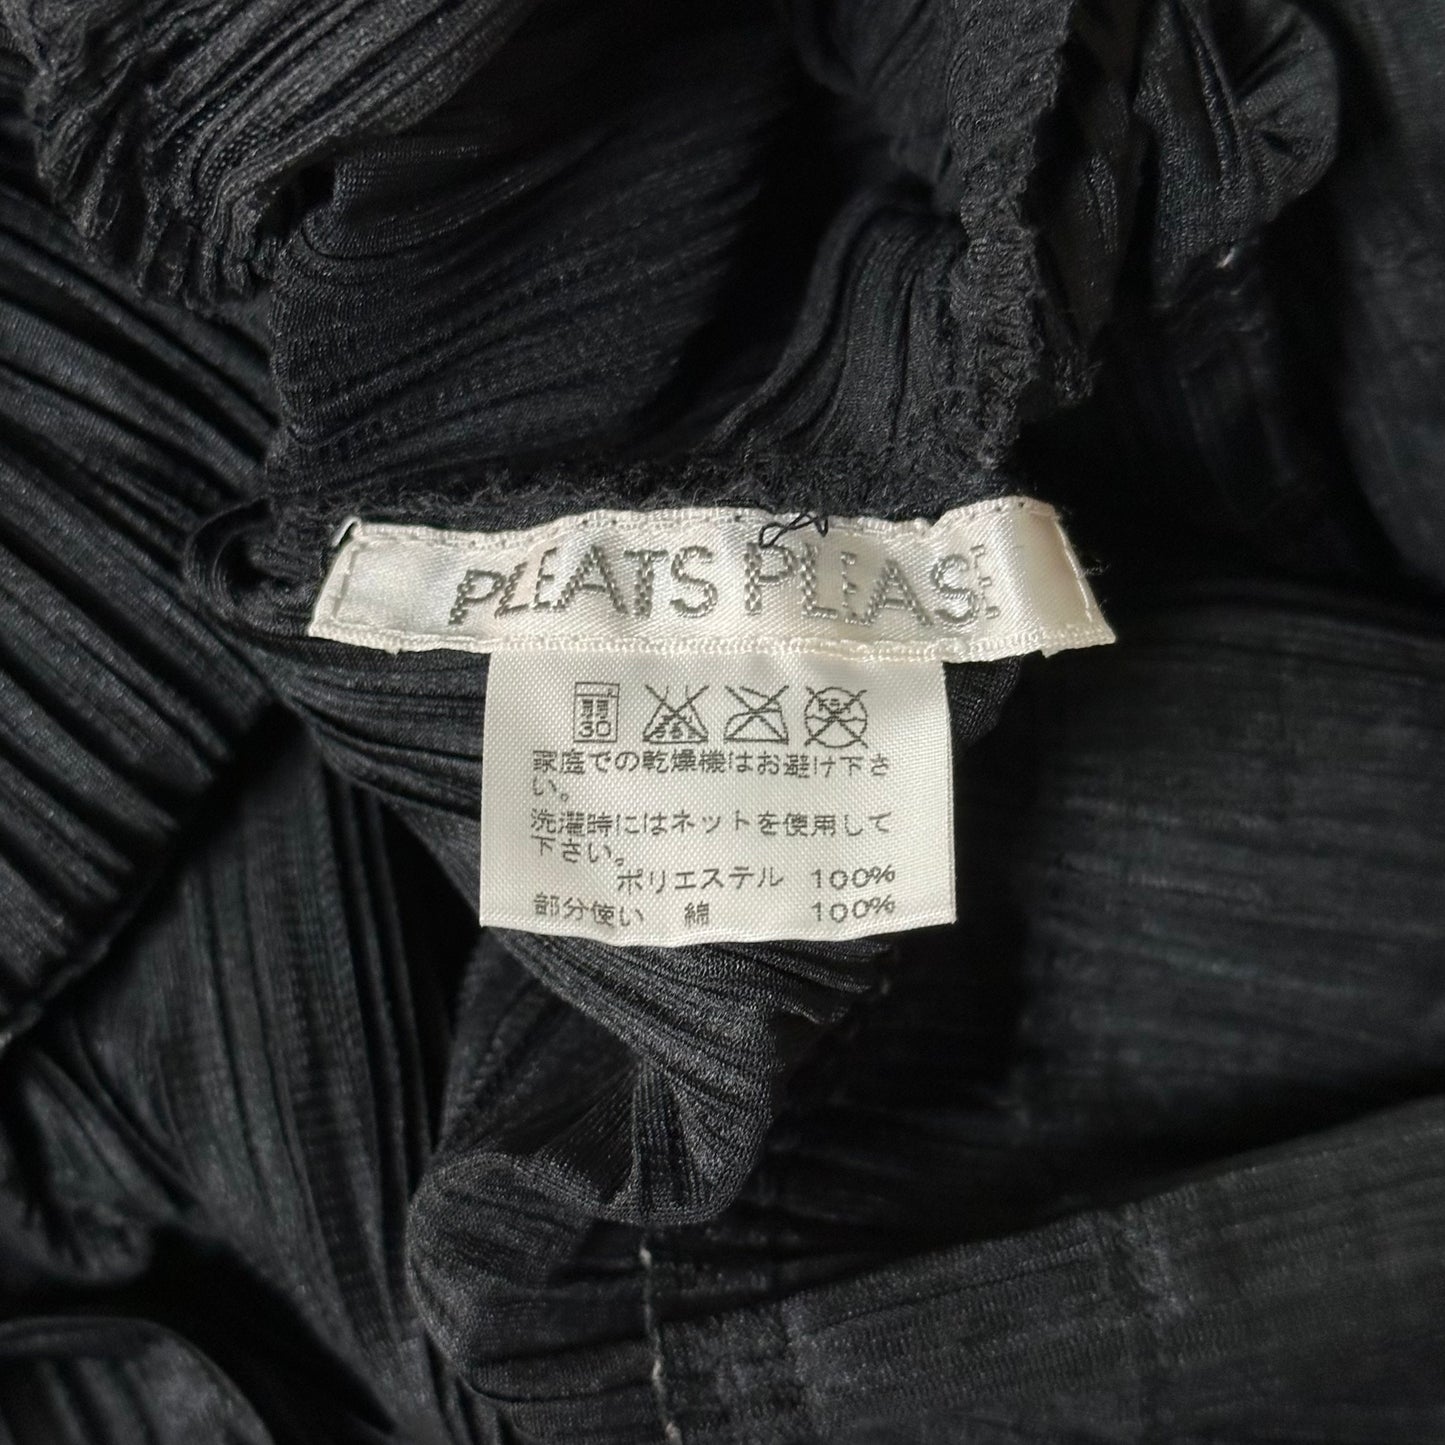 PLEATS PLEASE
30
家庭での乾燥機はお避け下さ
い。
洗濯時にはネットを使用して
下さい。
ポリエステル 100%
部分使い 綿 100%